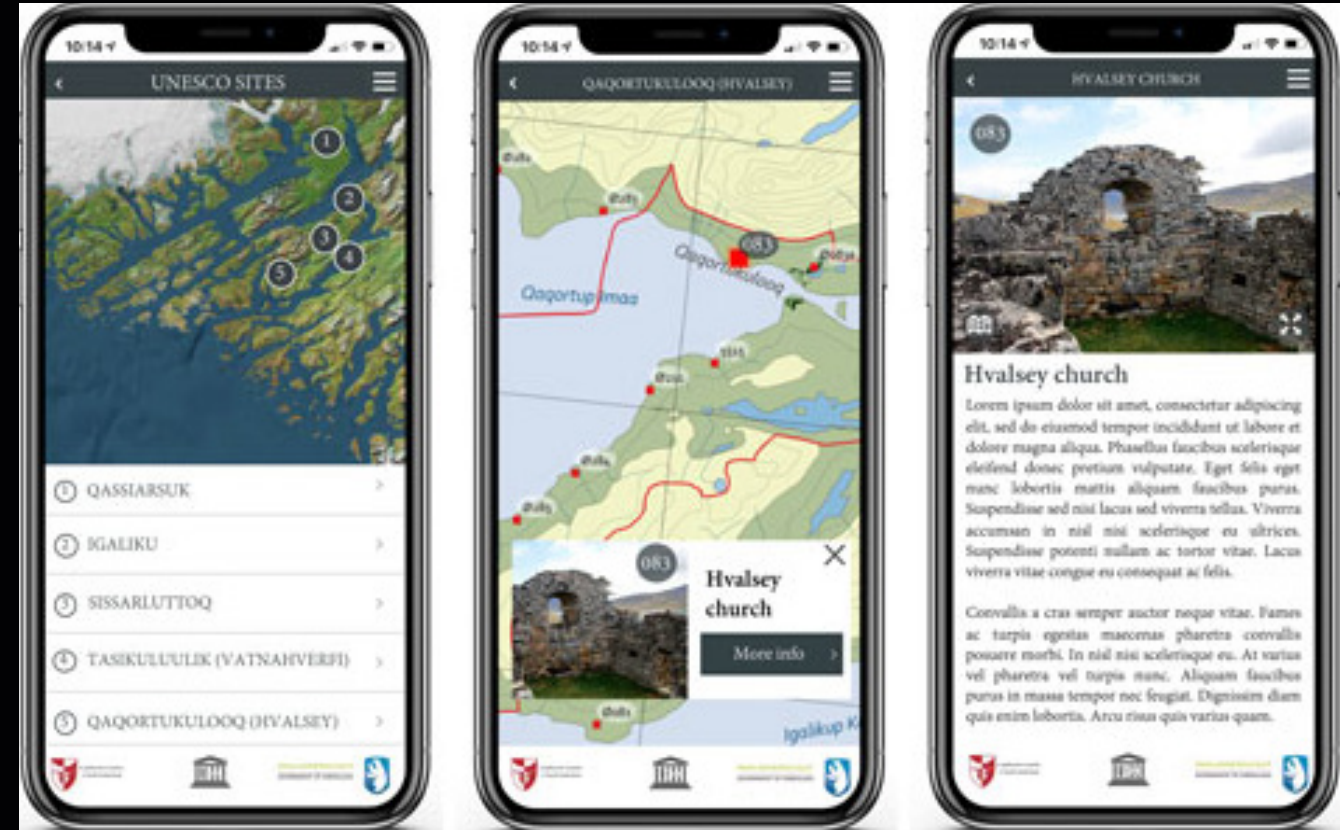 10:14
UNESCO SITES
1
2
3
4
5
1 QASSIARSUK
2 IGALIKU
3 SISSARLUTTOQ
4 TASIKULUULIK (VATNAHVERFI)
5 QAQORTUKULOOQ (HVALSEY)
10:14
QAQORTUKULOOQ (HVALSEY)
083
Qaqortukulooq
Qaqortup Imaa
083
Hvalsey
church
More info
Igalikup
10:14
HVALSEY CHURCH
083
Hvalsey church
Lorem ipsum dolor sit amet, consectetur adipiscing
elit, sed do eiusmod tempor incididunt ut labore et
dolore magna aliqua. Phasellus faucibus scelerisque
eleifend donec pretium vulputate. Eget felis eget
nunc lobortis mattis aliquam faucibus purus.
Suspendisse sed nisi lacus sed viverra tellus. Viverra
accumsan in nisl nisi scelerisque eu ultrices.
Suspendisse potenti nullam ac tortor vitae. Lacus
viverra vitae congue eu consequat ac felis.
Convallis a cras semper auctor neque vitae. Fames
ac turpis egestas maecenas pharetra convallis
posuere morbi. In nisl nisi scelerisque eu. At varius
vel pharetra vel turpis nunc. Aliquam faucibus
purus in massa tempor nec feugiat. Dignissim diam
quis enim lobortis. Arcu risus quis varius quam.